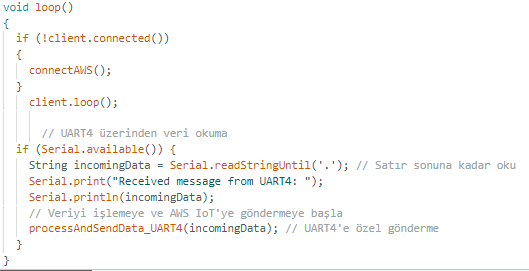 void loop()
{
  if (!client.connected())
  {
    connectAWS();
  }
    client.loop();

      // UART4 üzerinden veri okuma
  if (Serial.available()) {
    String incomingData = Serial.readStringUntil('.'); // Satır sonuna kadar oku
    Serial.print("Received message from UART4: ");
    Serial.println(incomingData);
    // Veriyi işlemeye ve AWS IoT'ye göndermeye başla
    processAndSendData_UART4(incomingData); // UART4'e özel gönderme
  }
}